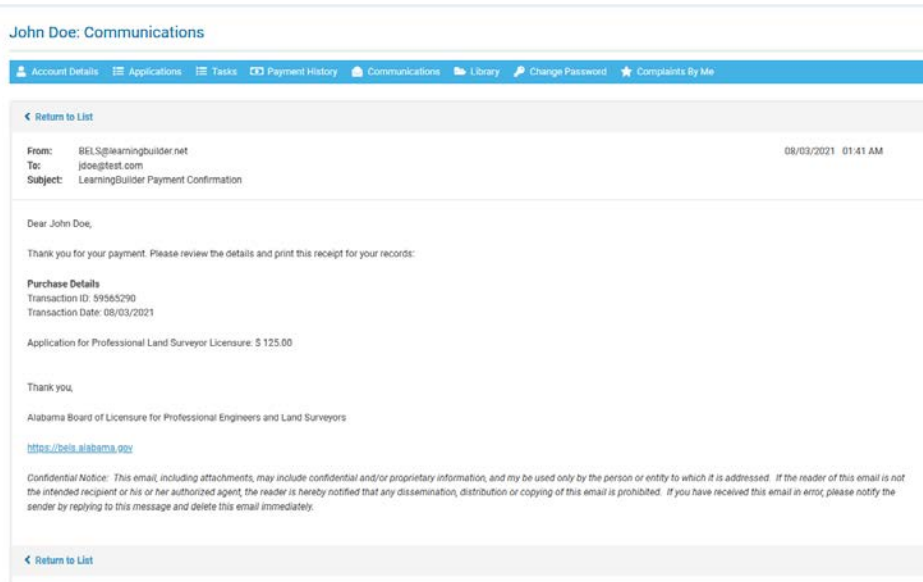 John Doe: Communications
Account Details Applications Tasks Payment History Communications Library Change Password Complaints By Me
Return to List
From: BELS@learningbuilder.net 08/03/2021 01:41 AM
To: jdoe@test.com
Subject: LearningBuilder Payment Confirmation
Dear John Doe,
Thank you for your payment. Please review the details and print this receipt for your records:
Purchase Details
Transaction ID: 59565290
Transaction Date: 08/03/2021
Application for Professional Land Surveyor Licensure: $ 125.00
Thank you,
Alabama Board of Licensure for Professional Engineers and Land Surveyors
https://bels.alabama.gov
Confidential Notice: This email, including attachments, may include confidential and/or proprietary information, and my be used only by the person or entity to which it is addressed. If the reader of this email is not
the intended recipient or his or her authorized agent, the reader is hereby notified that any dissemination, distribution or copying of this email is prohibited. If you have received this email in error, please notify the
sender by replying to this message and delete this email immediately.
Return to List